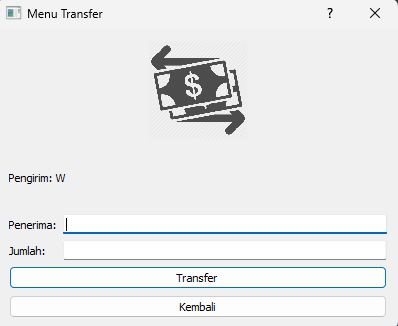 Menu Transfer
?
$
Pengirim: W
Penerima:
Jumlah:
Transfer
Kembali